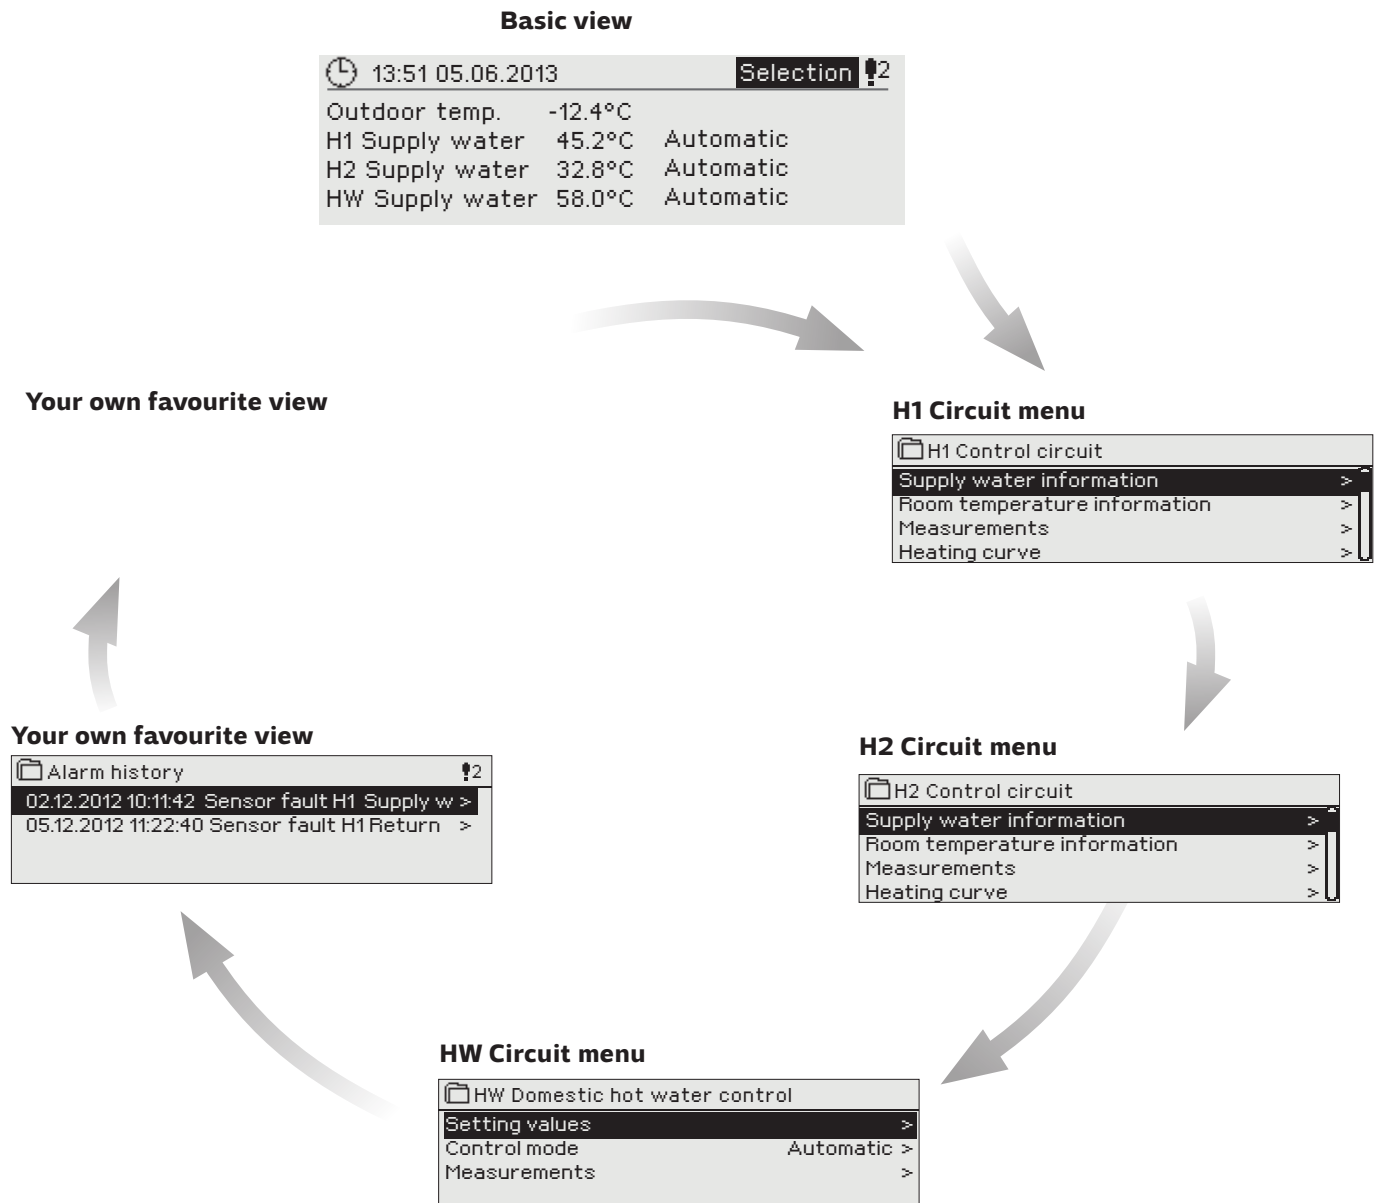 Basic view
13:51 05.06.2013 Selection 2
Outdoor temp. -12.4°C
H1 Supply water 45.2°C Automatic
H2 Supply water 32.8°C Automatic
HW Supply water 58.0°C Automatic
Your own favourite view
H1 Circuit menu
H1 Control circuit
Supply water information >
Room temperature information >
Measurements >
Heating curve >
Your own favourite view
Alarm history 2
02.12.2012 10:11:42 Sensor fault H1 Supply w >
05.12.2012 11:22:40 Sensor fault H1 Return >
H2 Circuit menu
H2 Control circuit
Supply water information >
Room temperature information >
Measurements >
Heating curve >
HW Circuit menu
HW Domestic hot water control
Setting values >
Control mode Automatic >
Measurements >